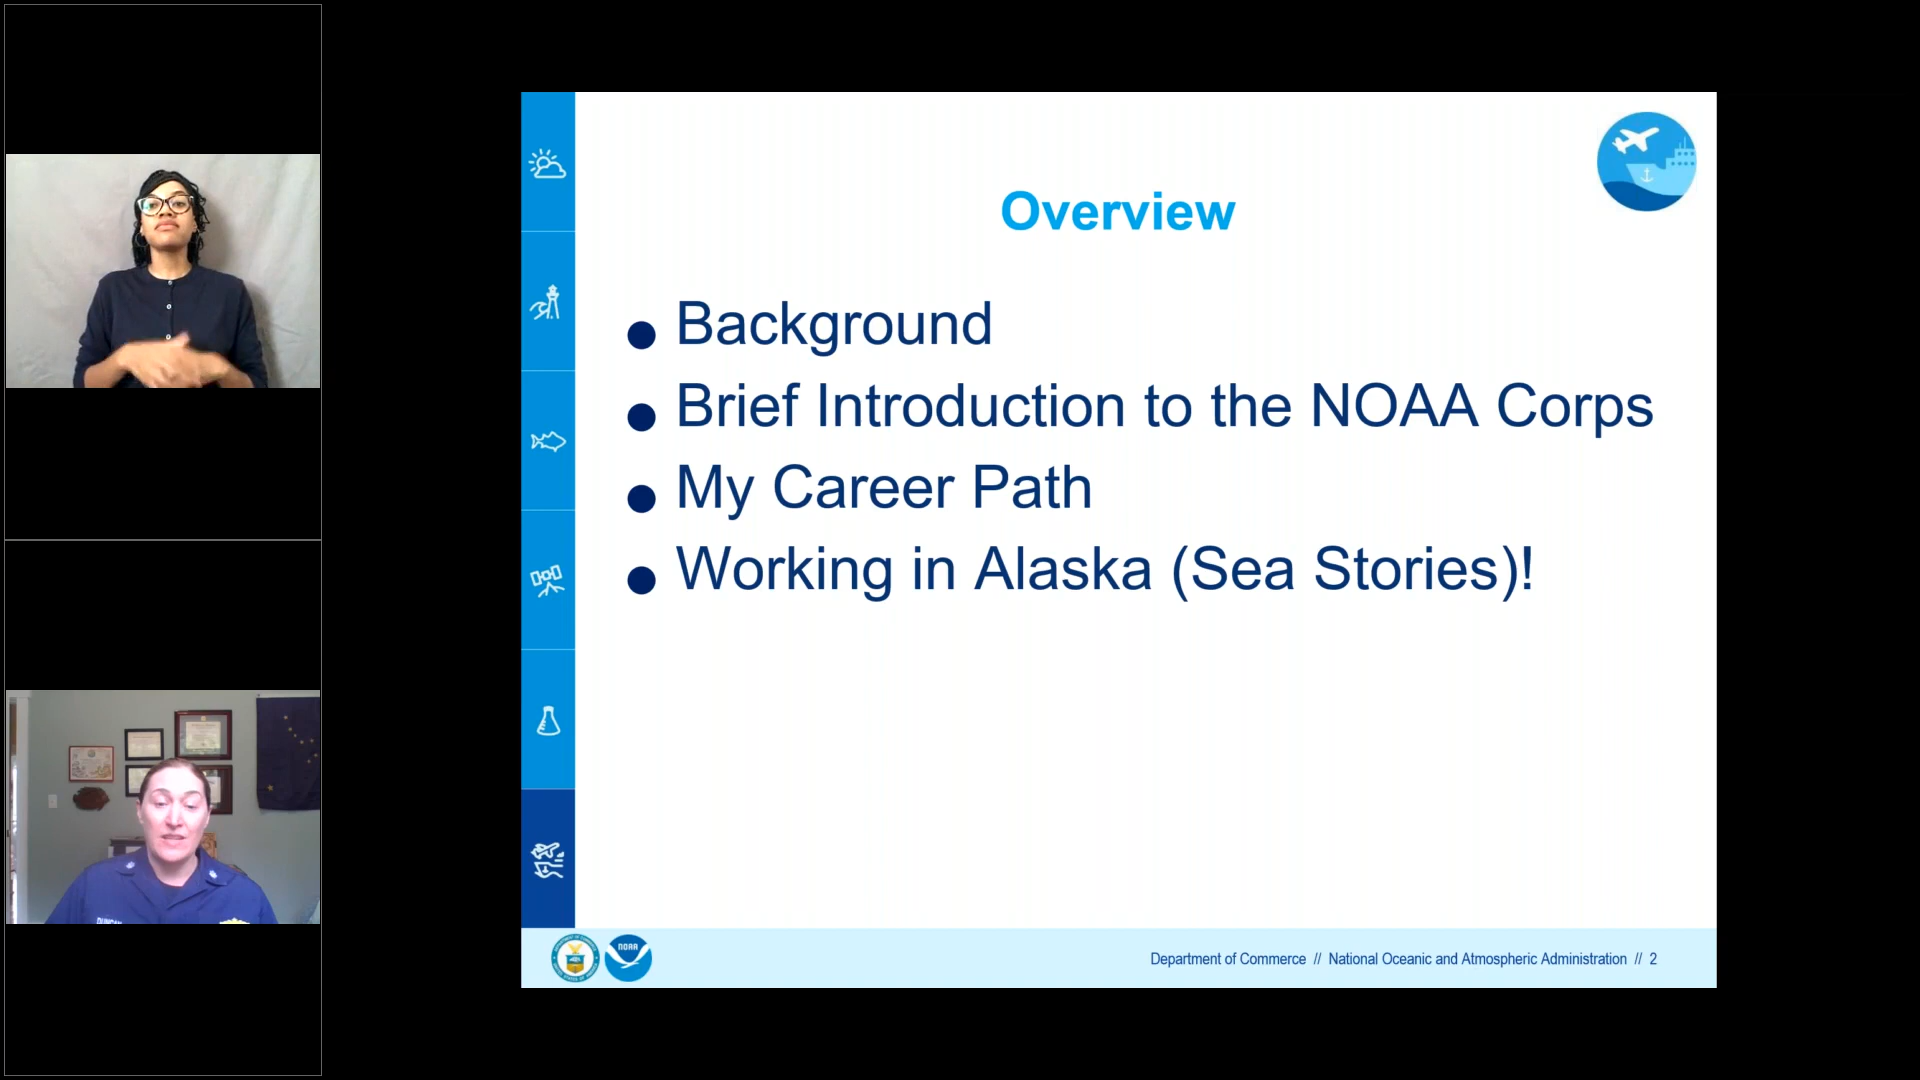 Overview
Background
Brief Introduction to the NOAA Corps
My Career Path
Working in Alaska (Sea Stories)!
NOAA
Department of Commerce // National Oceanic and Atmospheric Administration // 2